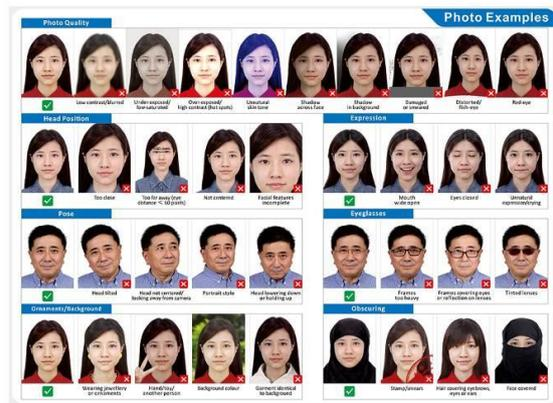 Photo Examples
Photo Quality
Low contrast/blurred
Under-exposed/
low-saturated
Over-exposed/
high contrast (hot spots)
Unnatural
skin tone
Shadow
across face
Shadow
in background
Damaged
or smeared
Distorted/
fish-eye
Red eye
Head Position
Too close
Too far away (eye
distance < 60 pixels)
Not centered
Facial features
incomplete
Expression
Mouth
wide open
Eyes closed
Unnatural
expression/crying
Pose
Head tilted
Head not centered/
looking away from camera
Portrait style
Head lowering down
or holding up
Eyeglasses
Frames
too heavy
Frames covering eyes
or reflection on lenses
Tinted lenses
Ornaments/Background
Wearing jewellery
or ornaments
Hand/toy/
another person
Background colour
Garment identical
to background
Obscuring
Stamp/smears
Hair covering eyebrows,
eyes or ears
Face covered